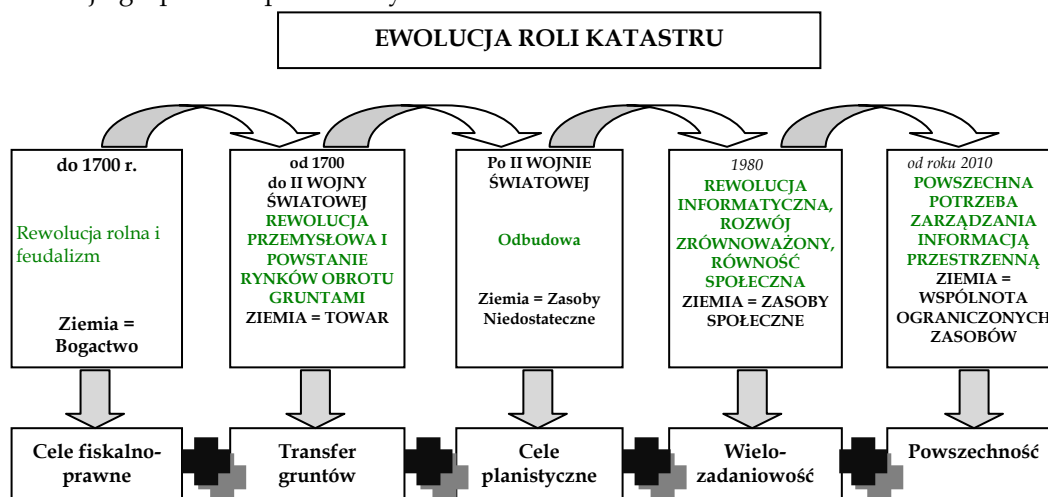 EWOLUCJA ROLI KATASTRU
do 1700 r.
Rewolucja rolna i
feudalizm
Ziemia =
Bogactwo
od 1700
do II WOJNY
ŚWIATOWEJ
REWOLUCJA
PRZEMYSŁOWA I
POWSTANIE
RYNKÓW OBROTU
GRUNTAMI
ZIEMIA = TOWAR
Po II WOJNIE
ŚWIATOWEJ
Odbudowa
Ziemia = Zasoby
Niedostateczne
1980
REWOLUCJA
INFORMATYCZNA,
ROZWÓJ
ZRÓWNOWAŻONY,
RÓWNOŚĆ
SPOŁECZNA
ZIEMIA = ZASOBY
SPOŁECZNE
od roku 2010
POWSZECHNA
POTRZEBA
ZARZĄDZANIA
INFORMACJĄ
PRZESTRZENNĄ
ZIEMIA =
WSPÓLNOTA
OGRANICZONYCH
ZASOBÓW
Cele fiskalno-
prawne
Transfer
gruntów
Cele
planistyczne
Wielo-
zadaniowość
Powszechność